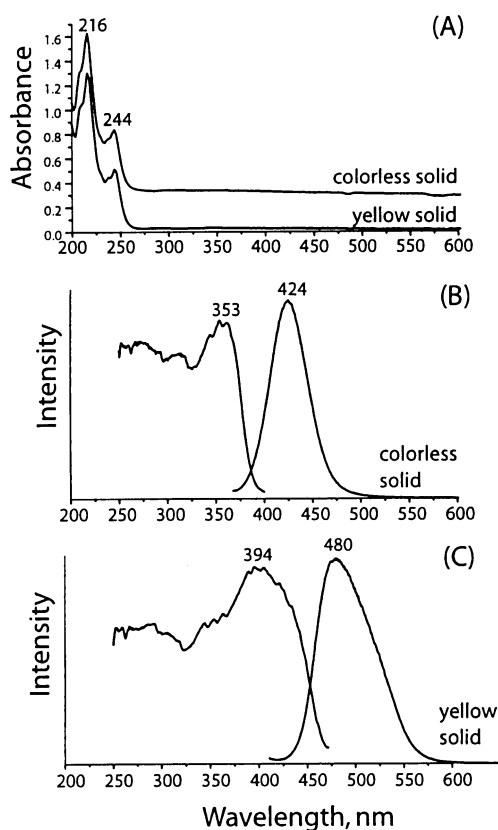 (A)
216
244
colorless solid
yellow solid
Absorbance
1.6
1.4
1.2
1.0
0.8
0.6
0.4
0.2
0.0
200 250 300 350 400 450 500 550 600
(B)
424
353
colorless
solid
Intensity
200 250 300 350 400 450 500 550 600
(C)
394
480
yellow
solid
Intensity
200 250 300 350 400 450 500 550 600
Wavelength, nm